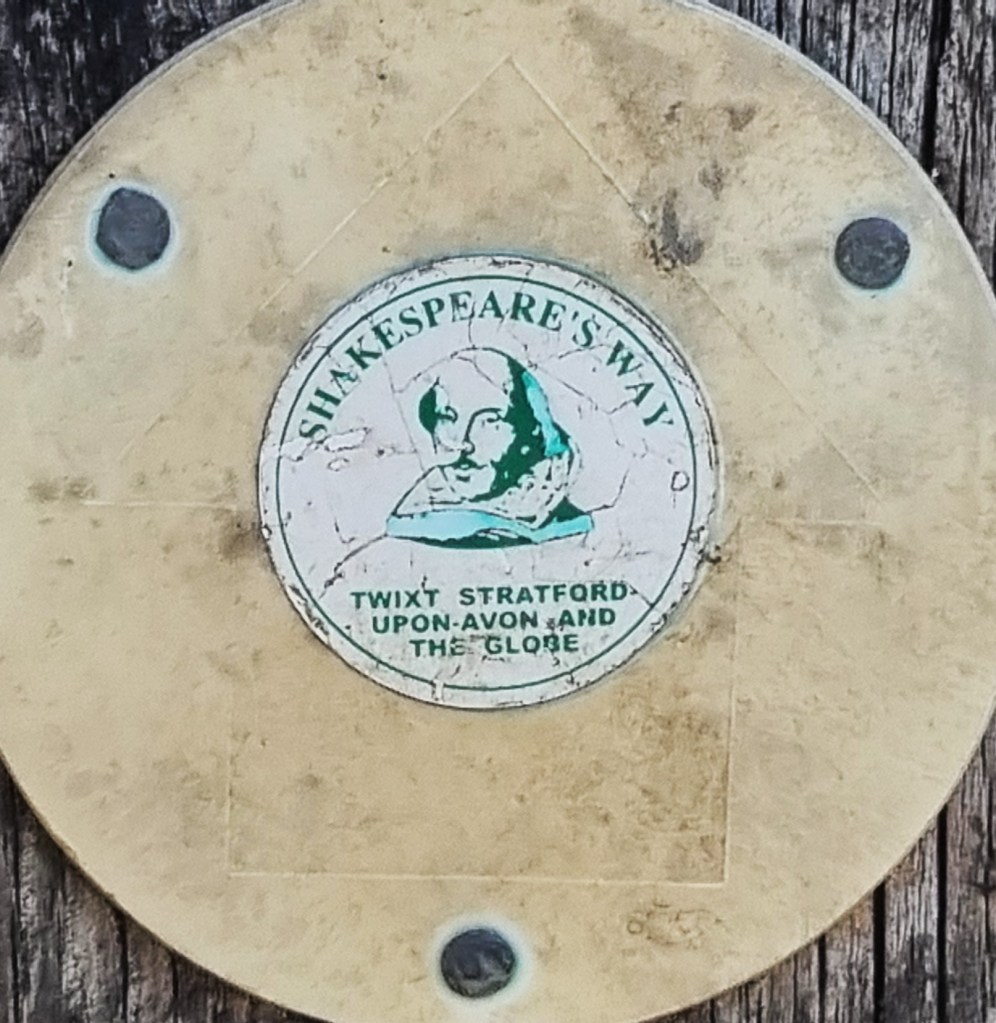 SHAKESPEARE'S WAY
TWIXT STRATFORD-
UPON-AVON AND
THE GLOBE